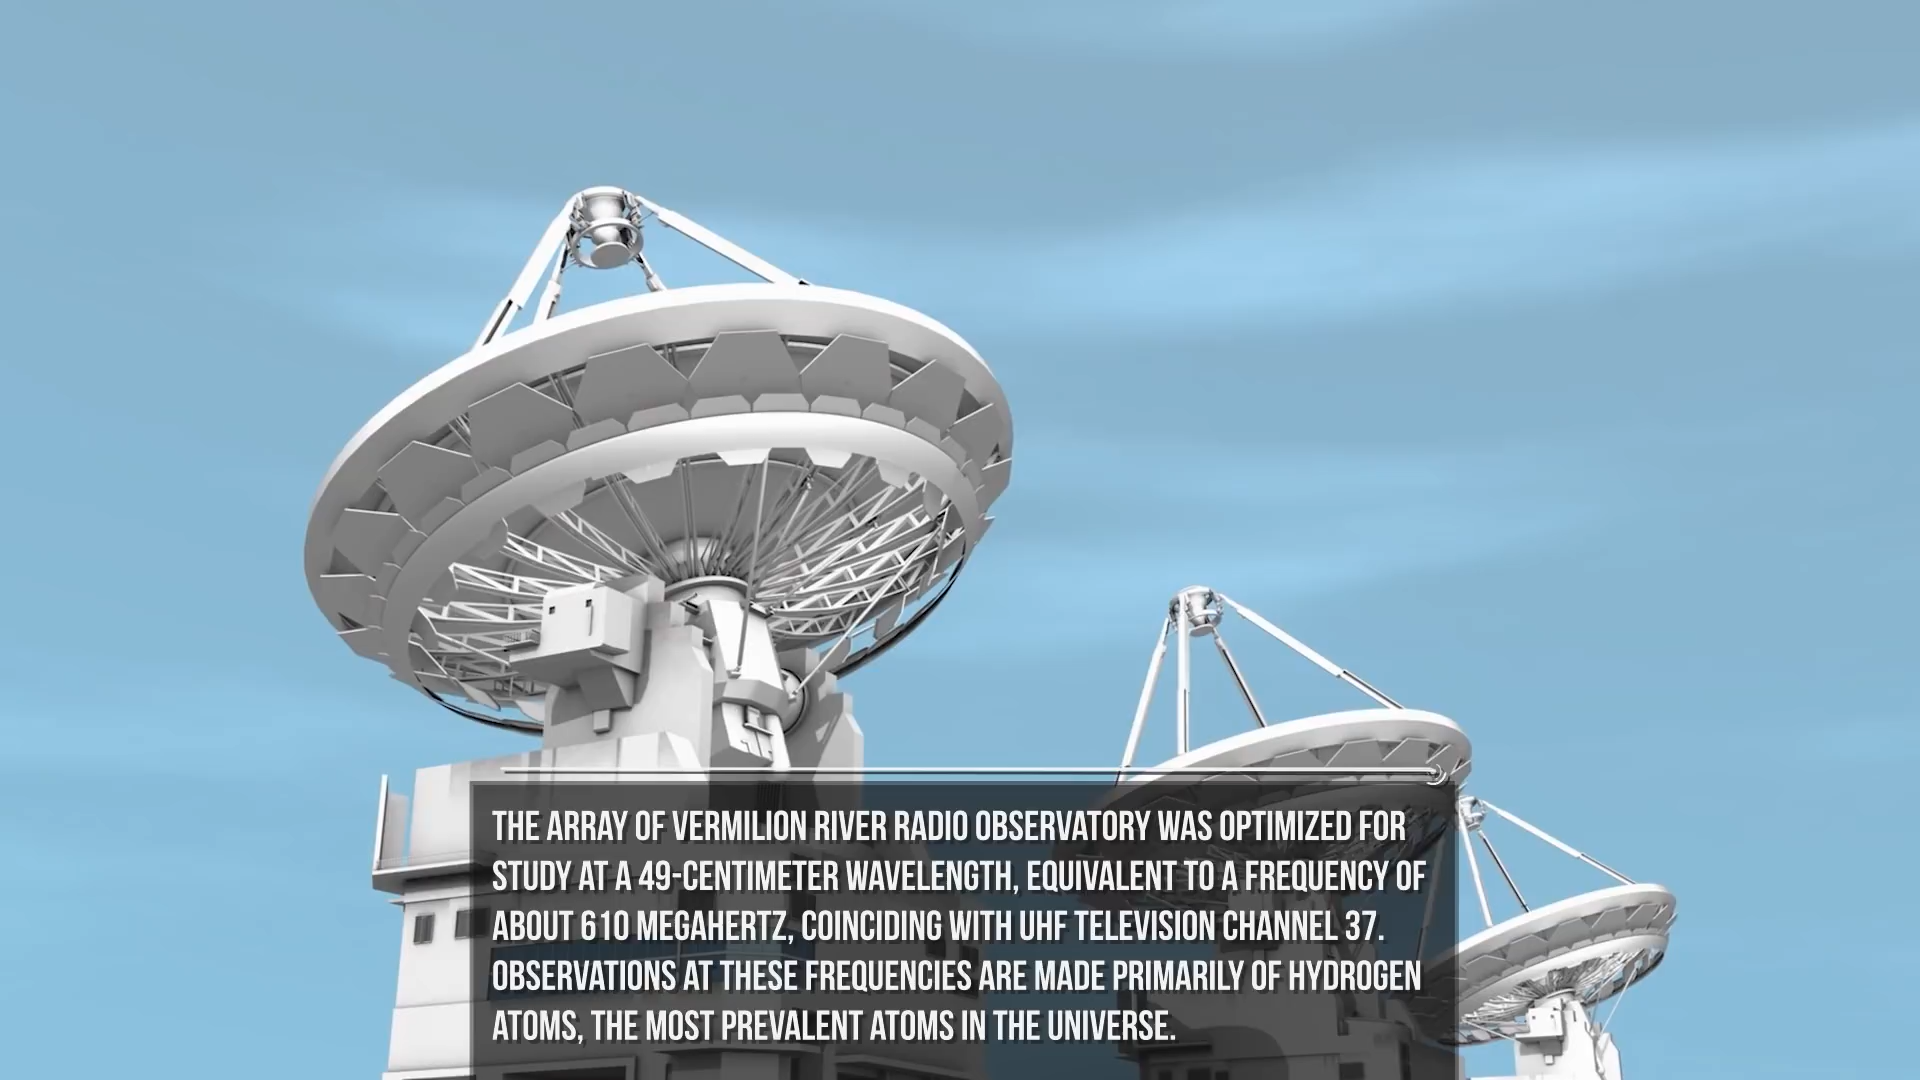 THE ARRAY OF VERMILION RIVER RADIO OBSERVATORY WAS OPTIMIZED FOR
STUDY AT A 49-CENTIMETER WAVELENGTH, EQUIVALENT TO A FREQUENCY OF
ABOUT 610 MEGAHERTZ, COINCIDING WITH UHF TELEVISION CHANNEL 37.
OBSERVATIONS AT THESE FREQUENCIES ARE MADE PRIMARILY OF HYDROGEN
ATOMS, THE MOST PREVALENT ATOMS IN THE UNIVERSE.